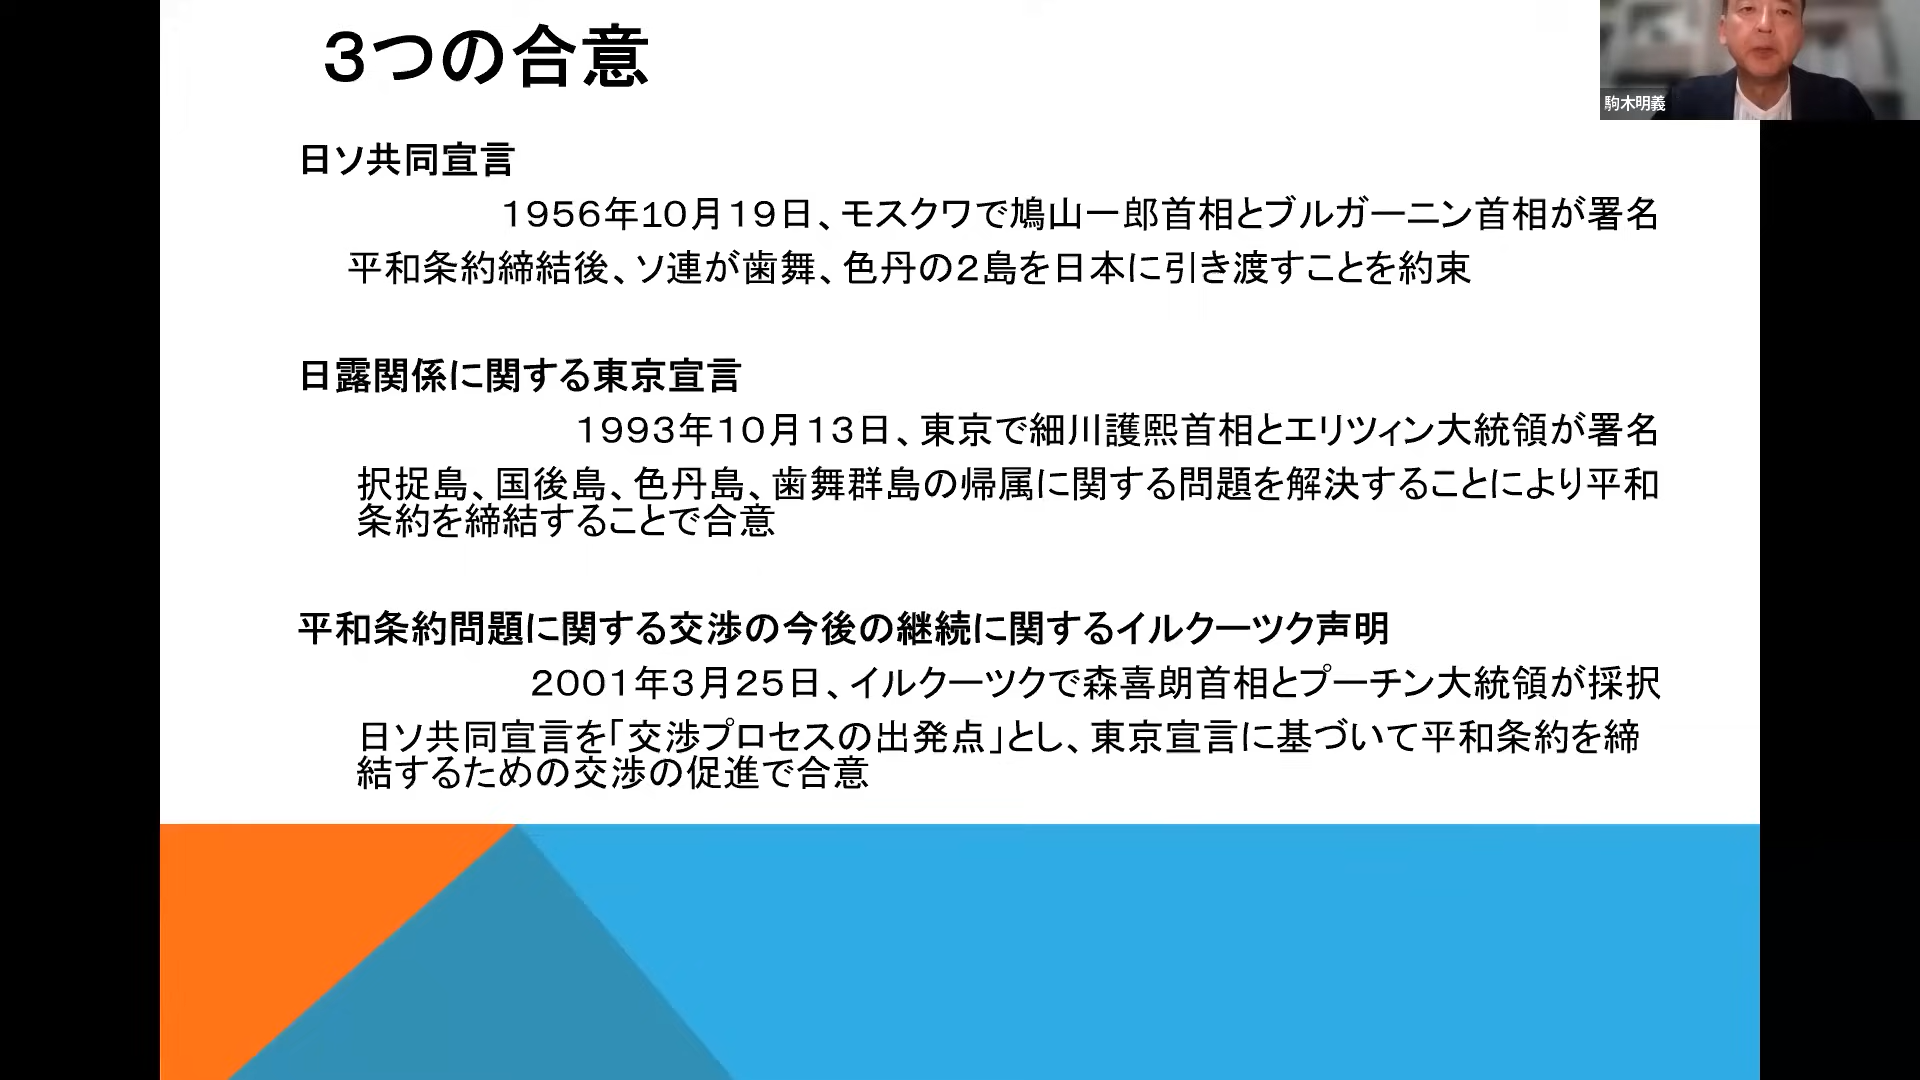 ３つの合意
駒木明義
日ソ共同宣言
１９５６年１０月１９日、モスクワで鳩山一郎首相とブルガーニン首相が署名
平和条約締結後、ソ連が歯舞、色丹の２島を日本に引き渡すことを約束
日露関係に関する東京宣言
１９９３年１０月１３日、東京で細川護熙首相とエリツィン大統領が署名
択捉島、国後島、色丹島、歯舞群島の帰属に関する問題を解決することにより平和
条約を締結することで合意
平和条約問題に関する交渉の今後の継続に関するイルクーツク声明
２００１年３月２５日、イルクーツクで森喜朗首相とプーチン大統領が採択
日ソ共同宣言を「交渉プロセスの出発点」とし、東京宣言に基づいて平和条約を締
結するための交渉の促進で合意